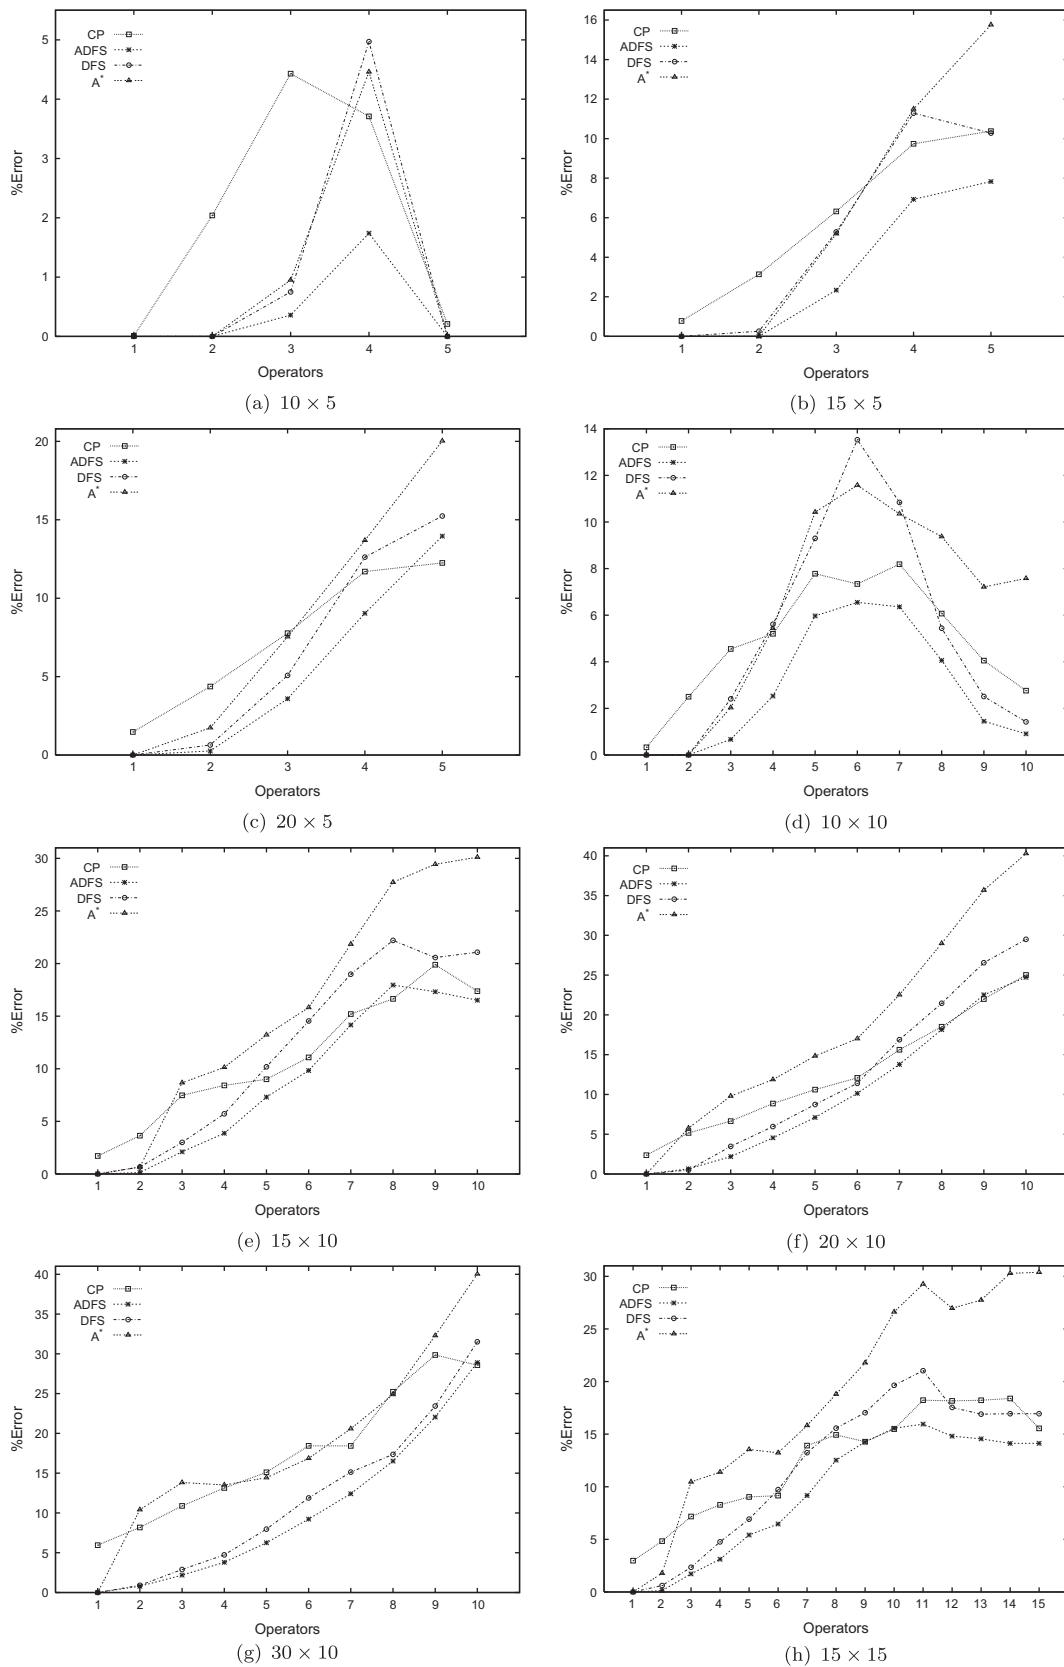 CP
ADFS
DFS
A*
%Error
5
4
3
2
1
0
1 2 3 4 5
Operators
(a) 10 × 5
CP
ADFS
DFS
A*
%Error
16
14
12
10
8
6
4
2
0
1 2 3 4 5
Operators
(b) 15 × 5
CP
ADFS
DFS
A*
%Error
20
15
10
5
0
1 2 3 4 5
Operators
(c) 20 × 5
CP
ADFS
DFS
A*
%Error
14
12
10
8
6
4
2
0
1 2 3 4 5 6 7 8 9 10
Operators
(d) 10 × 10
CP
ADFS
DFS
A*
%Error
30
25
20
15
10
5
0
1 2 3 4 5 6 7 8 9 10
Operators
(e) 15 × 10
CP
ADFS
DFS
A*
%Error
40
35
30
25
20
15
10
5
0
1 2 3 4 5 6 7 8 9 10
Operators
(f) 20 × 10
CP
ADFS
DFS
A*
%Error
40
35
30
25
20
15
10
5
0
1 2 3 4 5 6 7 8 9 10
Operators
(g) 30 × 10
CP
ADFS
DFS
A*
%Error
30
25
20
15
10
5
0
1 2 3 4 5 6 7 8 9 10 11 12 13 14 15
Operators
(h) 15 × 15